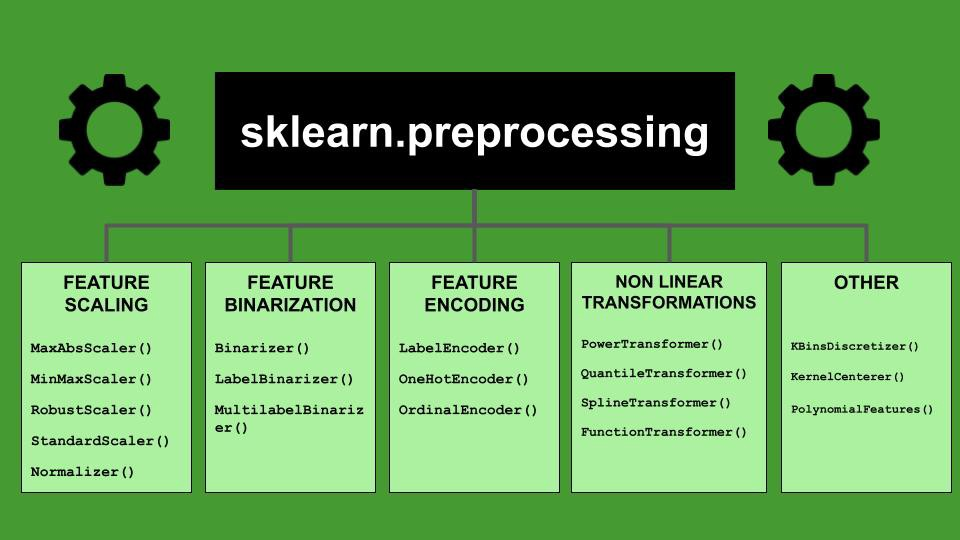 sklearn.preprocessing
FEATURE
SCALING
MaxAbsScaler()
MinMaxScaler()
RobustScaler()
StandardScaler()
Normalizer()
FEATURE
BINARIZATION
Binarizer()
LabelBinarizer()
MultilabelBinariz
er()
FEATURE
ENCODING
LabelEncoder()
OneHotEncoder()
OrdinalEncoder()
NON LINEAR
TRANSFORMATIONS
PowerTransformer()
QuantileTransformer()
SplineTransformer()
FunctionTransformer()
OTHER
KBinsDiscretizer()
KernelCenterer()
PolynomialFeatures()